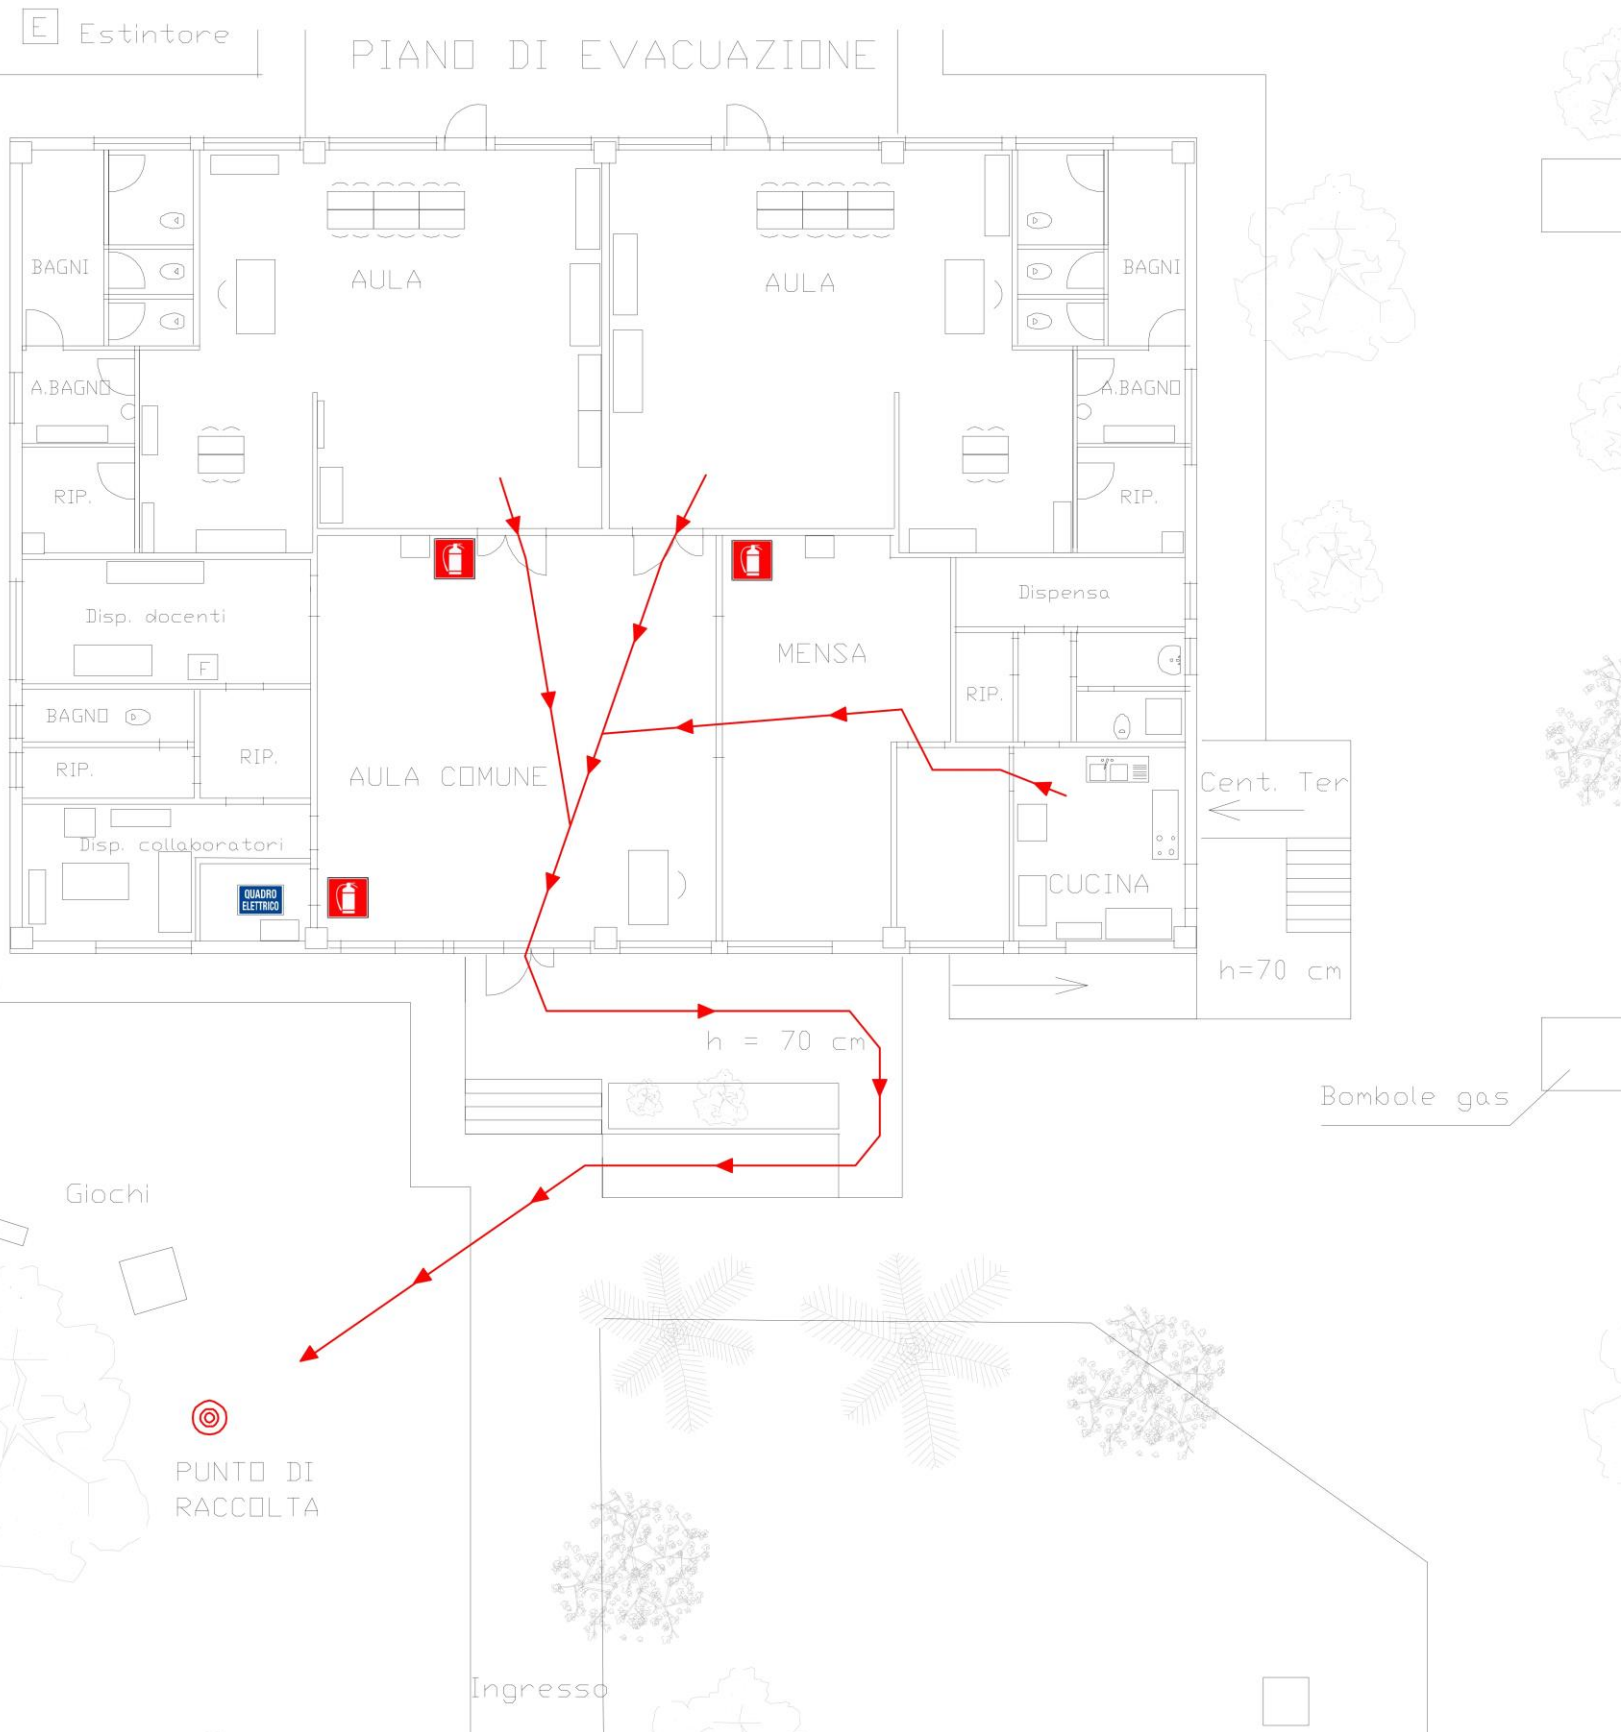 E Estintore
PIANO DI EVACUAZIONE
BAGNI
AULA
AULA
BAGNI
A.BAGNO
A.BAGNO
RIP.
RIP.
Disp. docenti
F
MENSA
Dispensa
BAGNO
RIP.
RIP.
RIP.
AULA COMUNE
Cent. Ter
Disp. collaboratori
QUADRO
ELETTRICO
CUCINA
h=70 cm
h = 70 cm
Bombole gas
Giochi
PUNTO DI
RACCOLTA
Ingresso